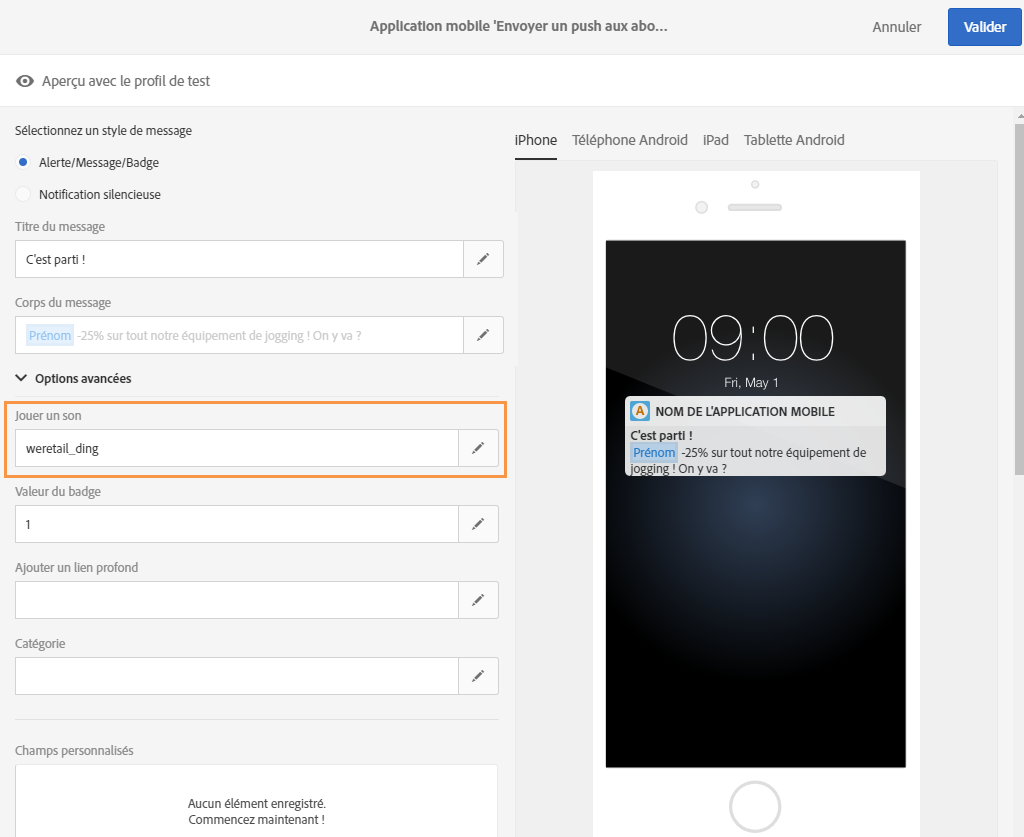 Application mobile 'Envoyer un push aux abo...
Annuler
Valider
Aperçu avec le profil de test
Sélectionnez un style de message
Alerte/Message/Badge
Notification silencieuse
Titre du message
C'est parti !
Corps du message
Prénom -25% sur tout notre équipement de jogging ! On y va ?
Options avancées
Jouer un son
weretail_ding
Valeur du badge
1
Ajouter un lien profond
Catégorie
Champs personnalisés
Aucun élément enregistré.
Commencez maintenant !
iPhone Téléphone Android iPad Tablette Android
09:00
Fri, May 1
A NOM DE L'APPLICATION MOBILE
C'est parti !
Prénom -25% sur tout notre équipement de
jogging ! On y va ?